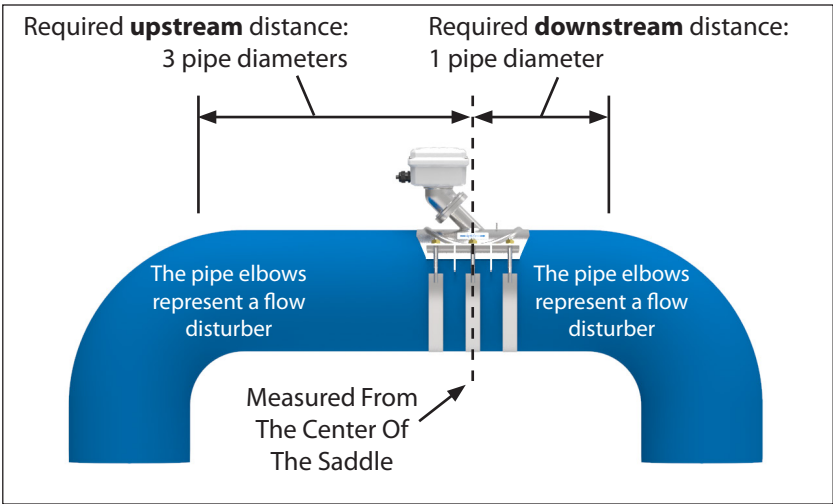 Required upstream distance:
3 pipe diameters
Required downstream distance:
1 pipe diameter
The pipe elbows
represent a flow
disturber
The pipe elbows
represent a flow
disturber
Measured From
The Center Of
The Saddle